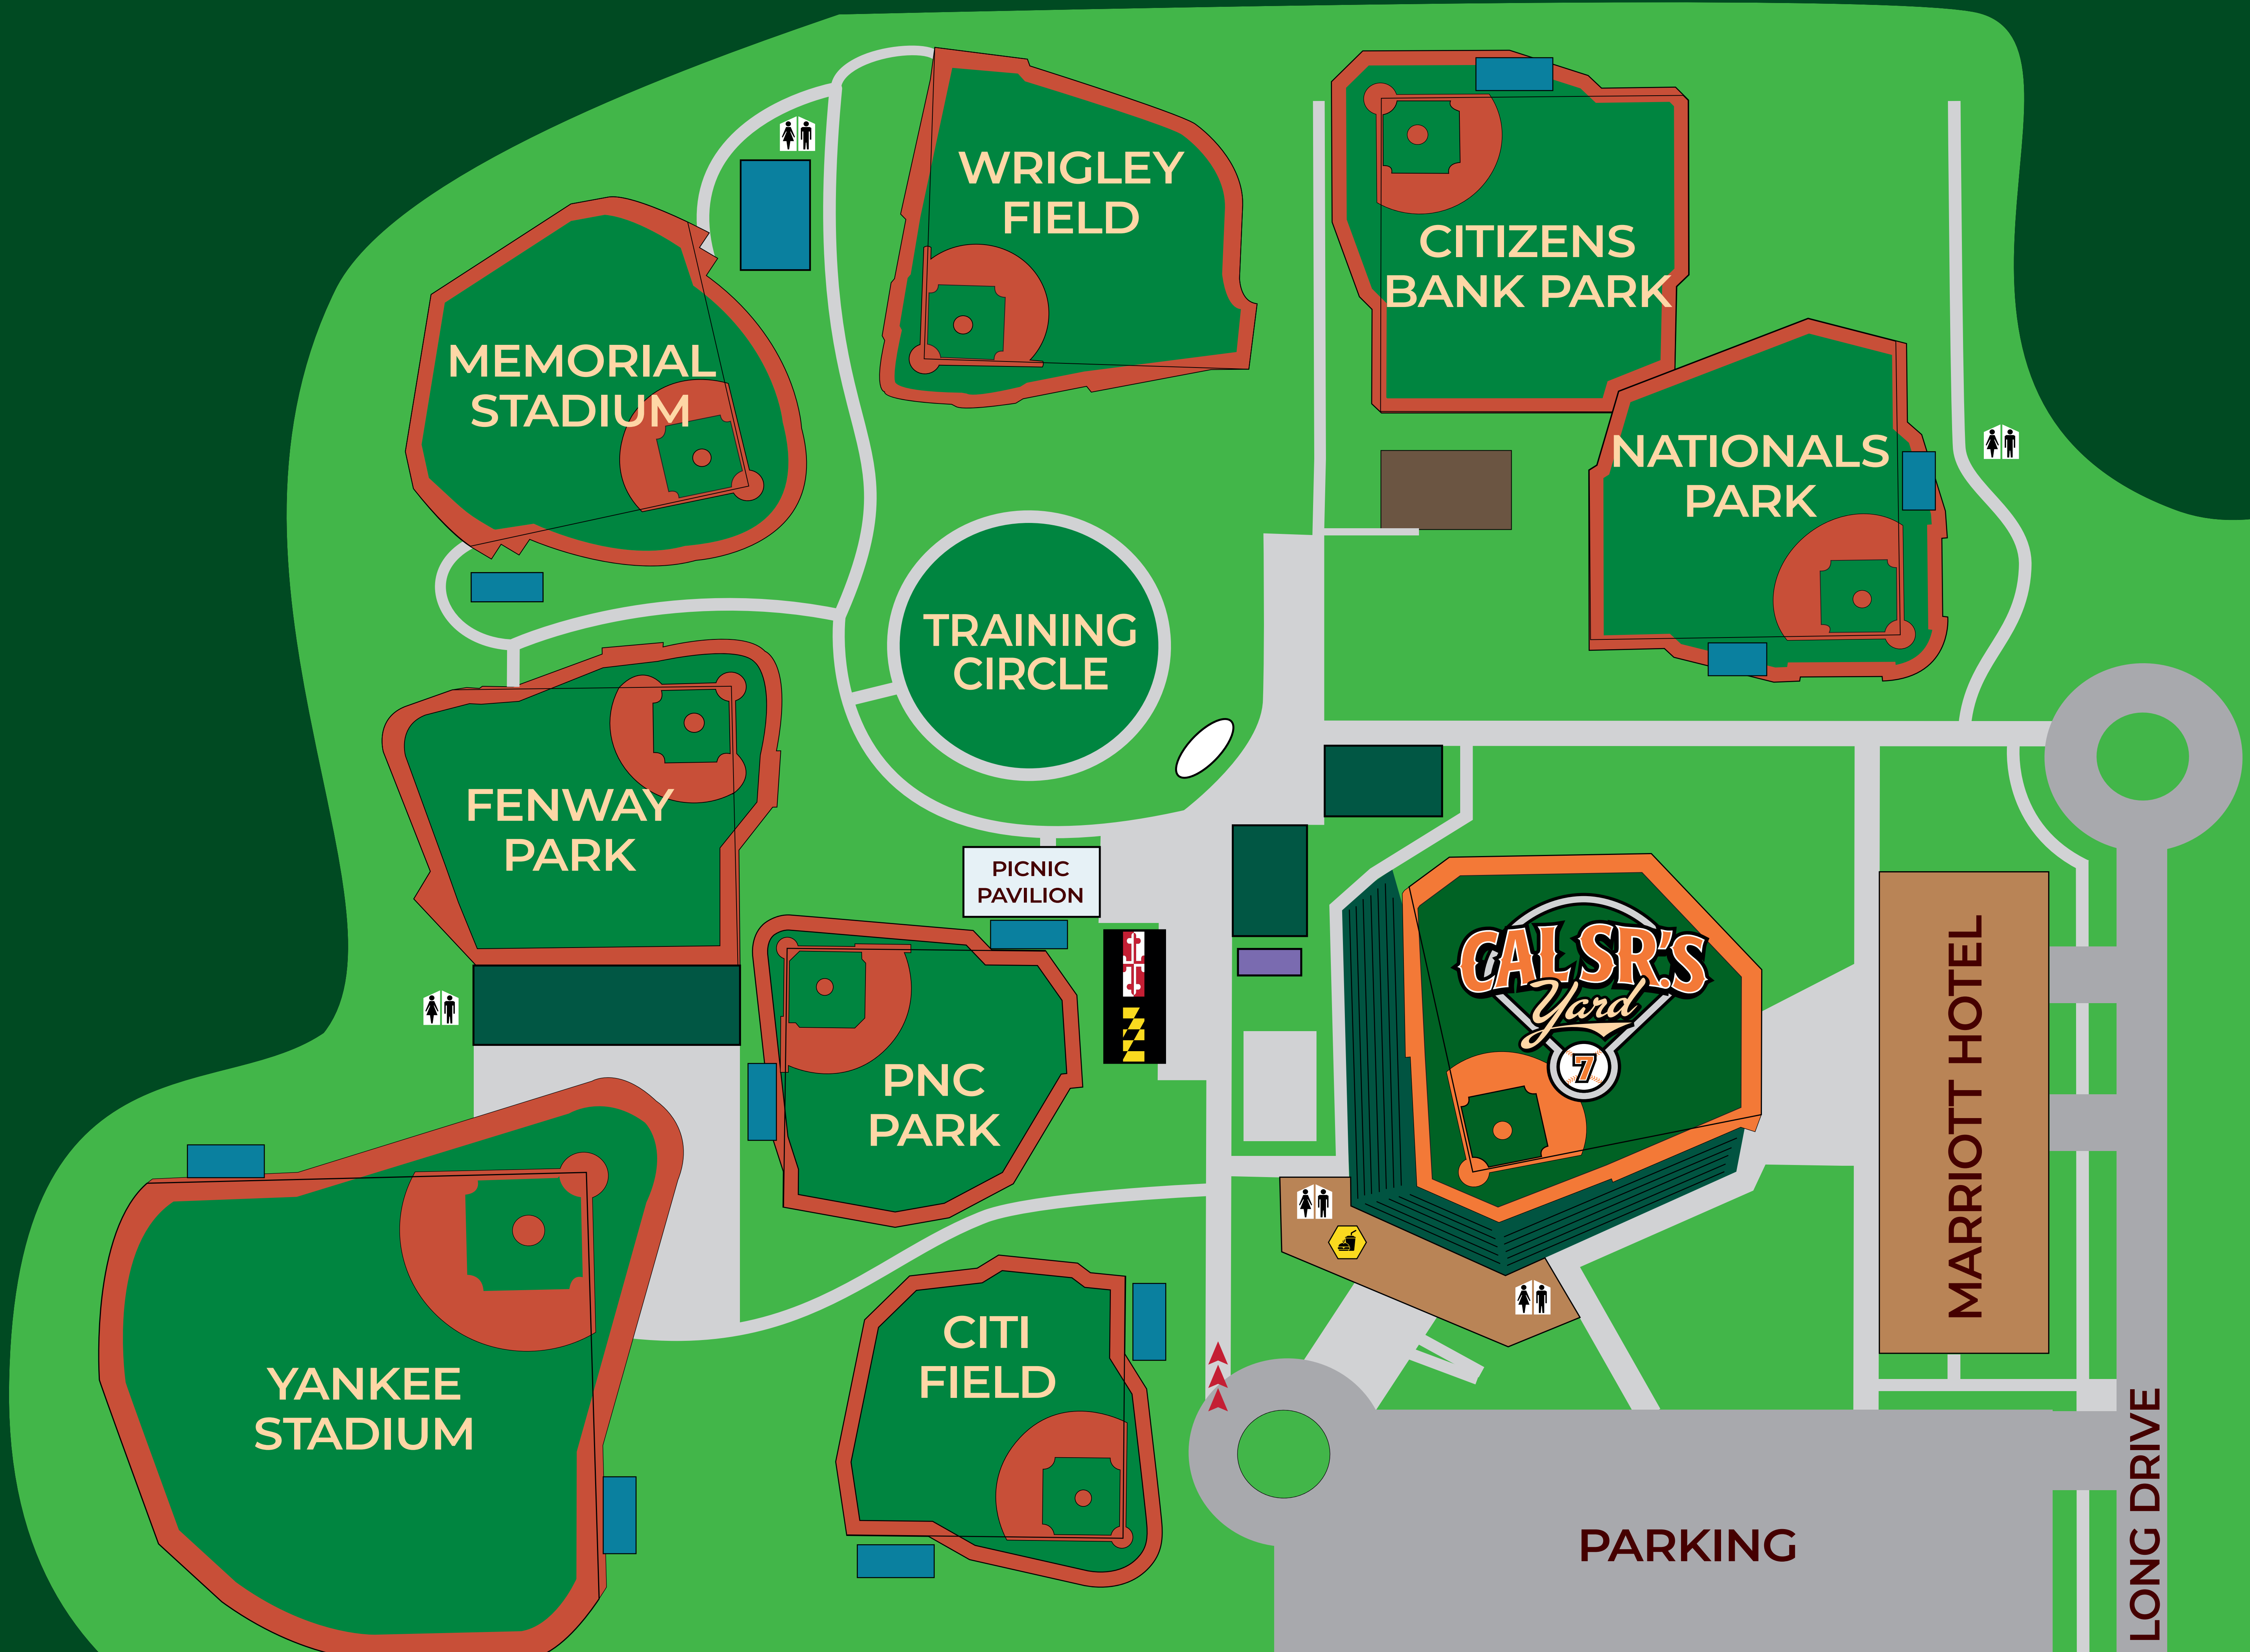 WRIGLEY
FIELD
CITIZENS
BANK PARK
MEMORIAL
STADIUM
NATIONALS
PARK
TRAINING
CIRCLE
FENWAY
PARK
PICNIC
PAVILION
CAL SR.'S
Yard
7
PNC
PARK
MARRIOTT HOTEL
CITI
FIELD
YANKEE
STADIUM
PARKING
LONG DRIVE